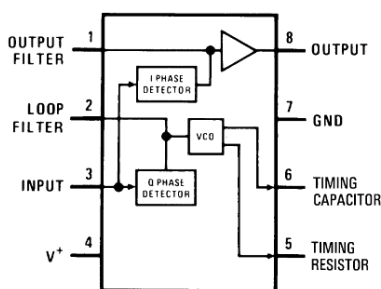 OUTPUT
FILTER
1
8
OUTPUT
I PHASE
DETECTOR
LOOP
FILTER
2
7
GND
VCO
INPUT
3
Q PHASE
DETECTOR
6
TIMING
CAPACITOR
V+
4
5
TIMING
RESISTOR